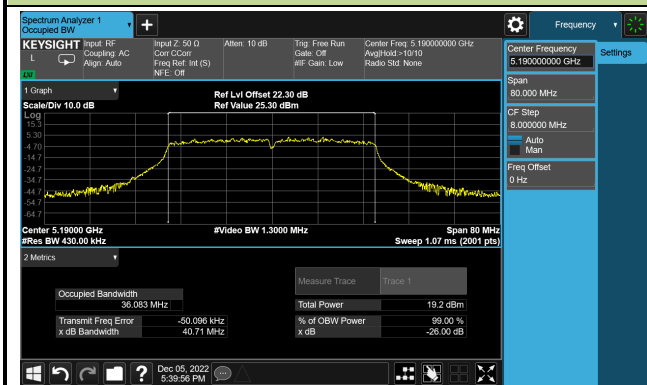 Spectrum Analyzer 1
Occupied BW
Frequency
KEYSIGHT
L
Input: RF
Coupling: AC
Align: Auto
Input Z: 50 Ω
Corr CCorr
Freq Ref: Int (S)
NFE: Off
Atten: 10 dB
Trig: Free Run
Gate: Off
#IF Gain: Low
Center Freq: 5.190000000 GHz
Avg|Hold:>10/10
Radio Std: None
Center Frequency
5.190000000 GHz
Settings
Span
80.000 MHz
CF Step
8.000000 MHz
Auto
Man
Freq Offset
0 Hz
1 Graph
Scale/Div 10.0 dB
Ref Lvl Offset 22.30 dB
Ref Value 25.30 dBm
Log
15.3
5.30
-4.70
-14.7
-24.7
-34.7
-44.7
-54.7
-64.7
Center 5.19000 GHz
#Video BW 1.3000 MHz
Span 80 MHz
#Res BW 430.00 kHz
Sweep 1.07 ms (2001 pts)
2 Metrics
Measure Trace
Trace 1
Occupied Bandwidth
36.083 MHz
Total Power
19.2 dBm
Transmit Freq Error
-50.096 kHz
% of OBW Power
99.00 %
x dB Bandwidth
40.71 MHz
x dB
-26.00 dB
?
Dec 05, 2022
5:39:56 PM